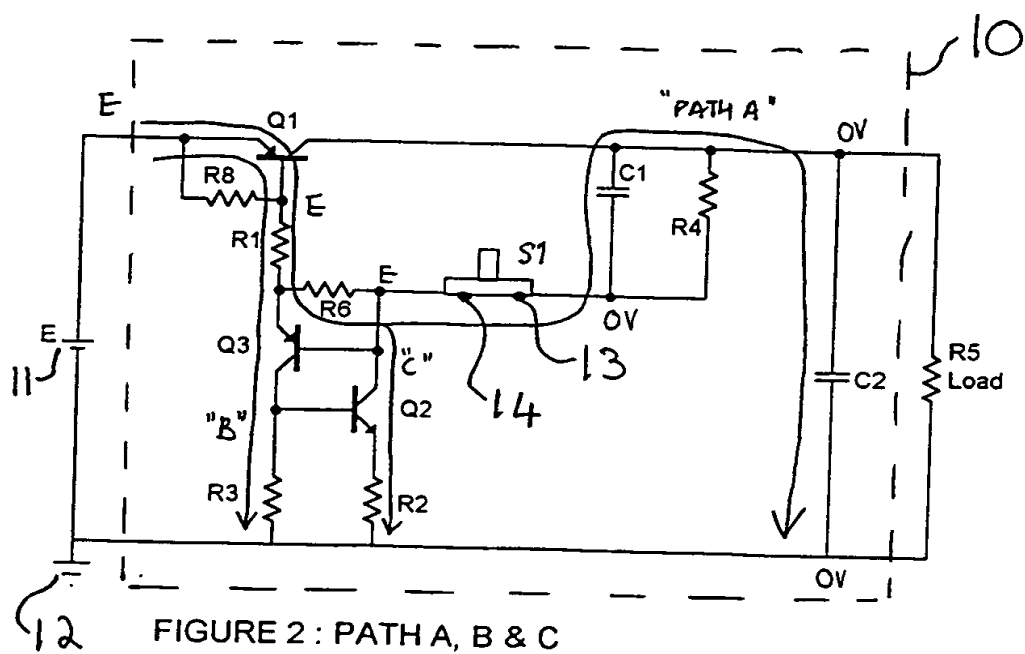 10
E
Q1
"PATH A"
0V
R8
E
C1
R1
R4
S1
E
R6
0V
Q3
13
E
11
"C"
14
C2
R5
Load
"B"
Q2
R3
R2
0V
12
FIGURE 2 : PATH A, B & C